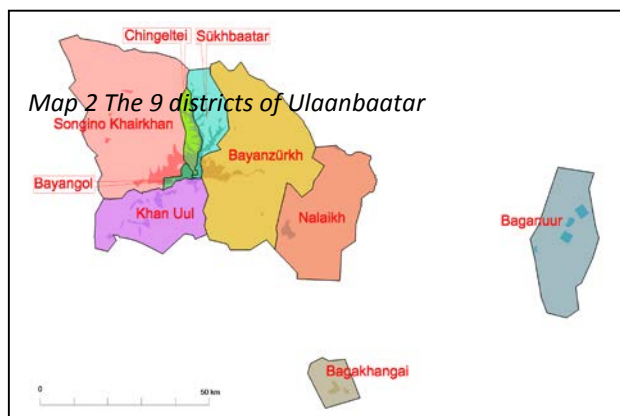 Chingeltei Sükhbaatar
Map 2 The 9 districts of Ulaanbaatar
Songino Khairkhan
Bayanzürkh
Bayangol
Khan Uul
Nalaikh
Baganuur
Bagakhangai
0 50 km